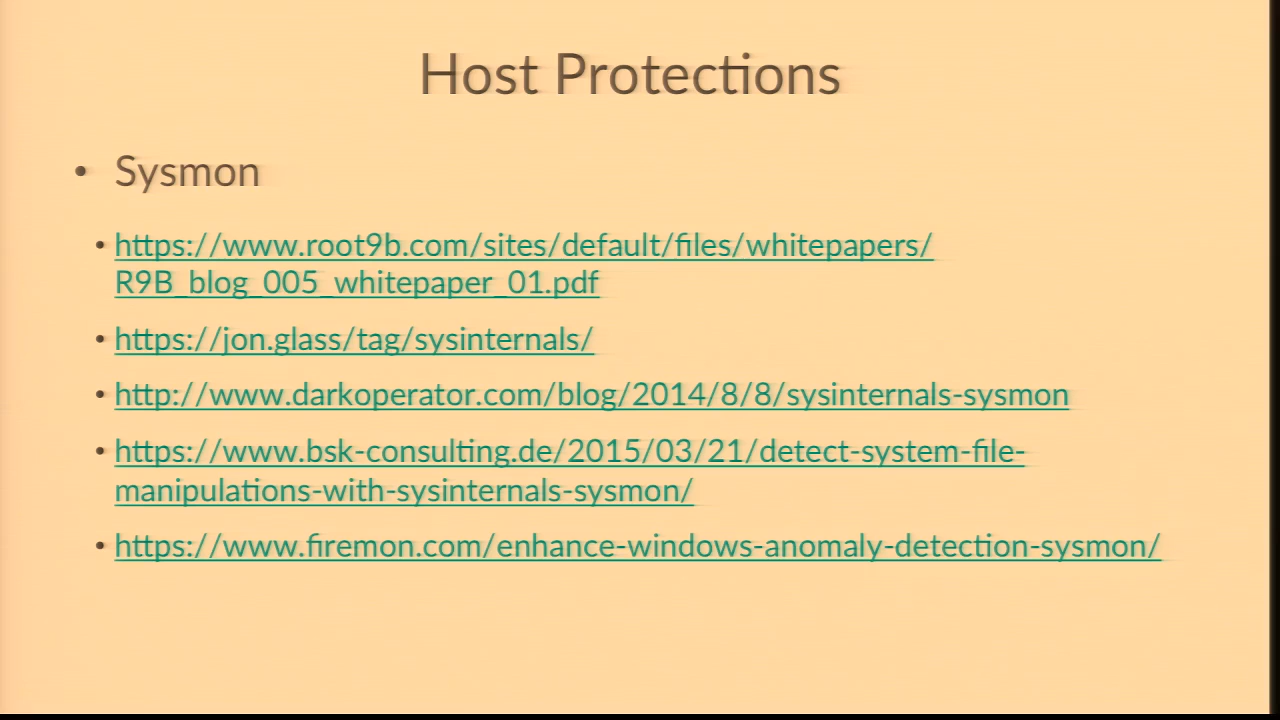 Host Protections
• Sysmon
• https://www.root9b.com/sites/default/files/whitepapers/
R9B_blog_005_whitepaper_01.pdf
• https://jon.glass/tag/sysinternals/
• http://www.darkoperator.com/blog/2014/8/8/sysinternals-sysmon
• https://www.bsk-consulting.de/2015/03/21/detect-system-file-
manipulations-with-sysinternals-sysmon/
• https://www.firemon.com/enhance-windows-anomaly-detection-sysmon/